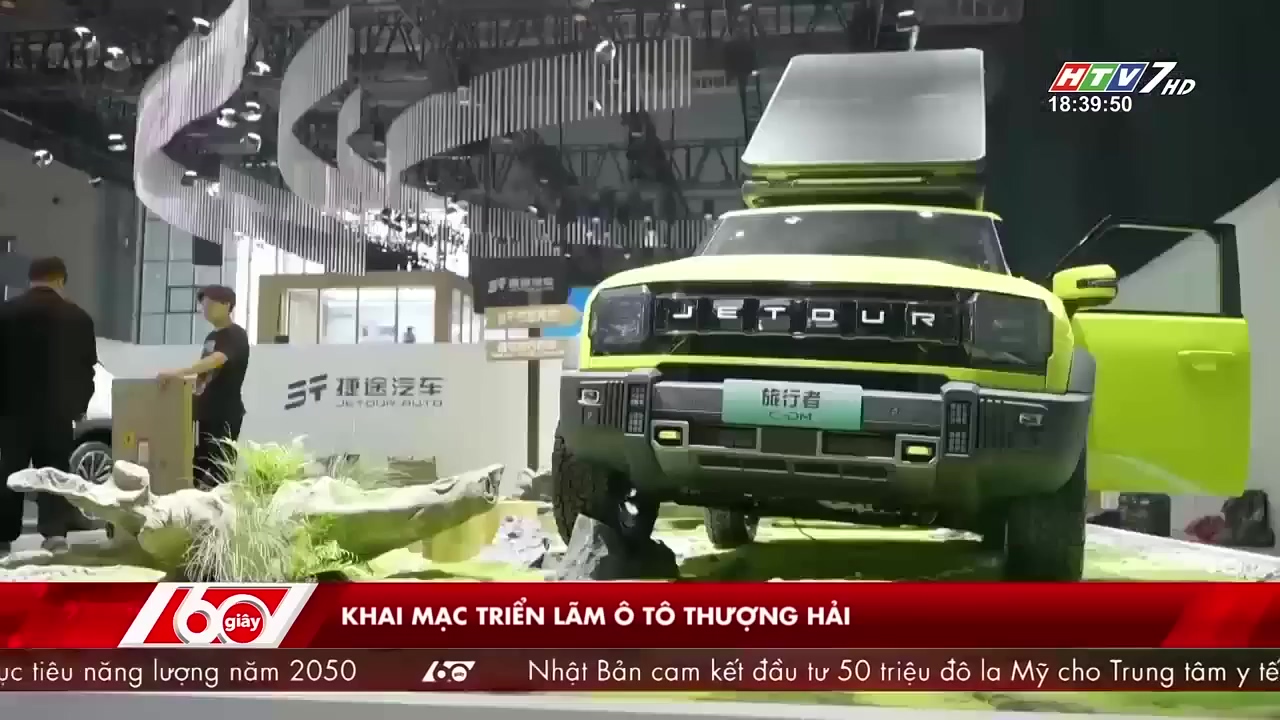 HTV7 HD
18:39:50
捷途汽车
JETOUR AUTO
JETOUR
旅行者
C-DM
60 giây
KHAI MẠC TRIỂN LÃM Ô TÔ THƯỢNG HẢI
ục tiêu năng lượng năm 2050 60 giây Nhật Bản cam kết đầu tư 50 triệu đô la Mỹ cho Trung tâm y tế